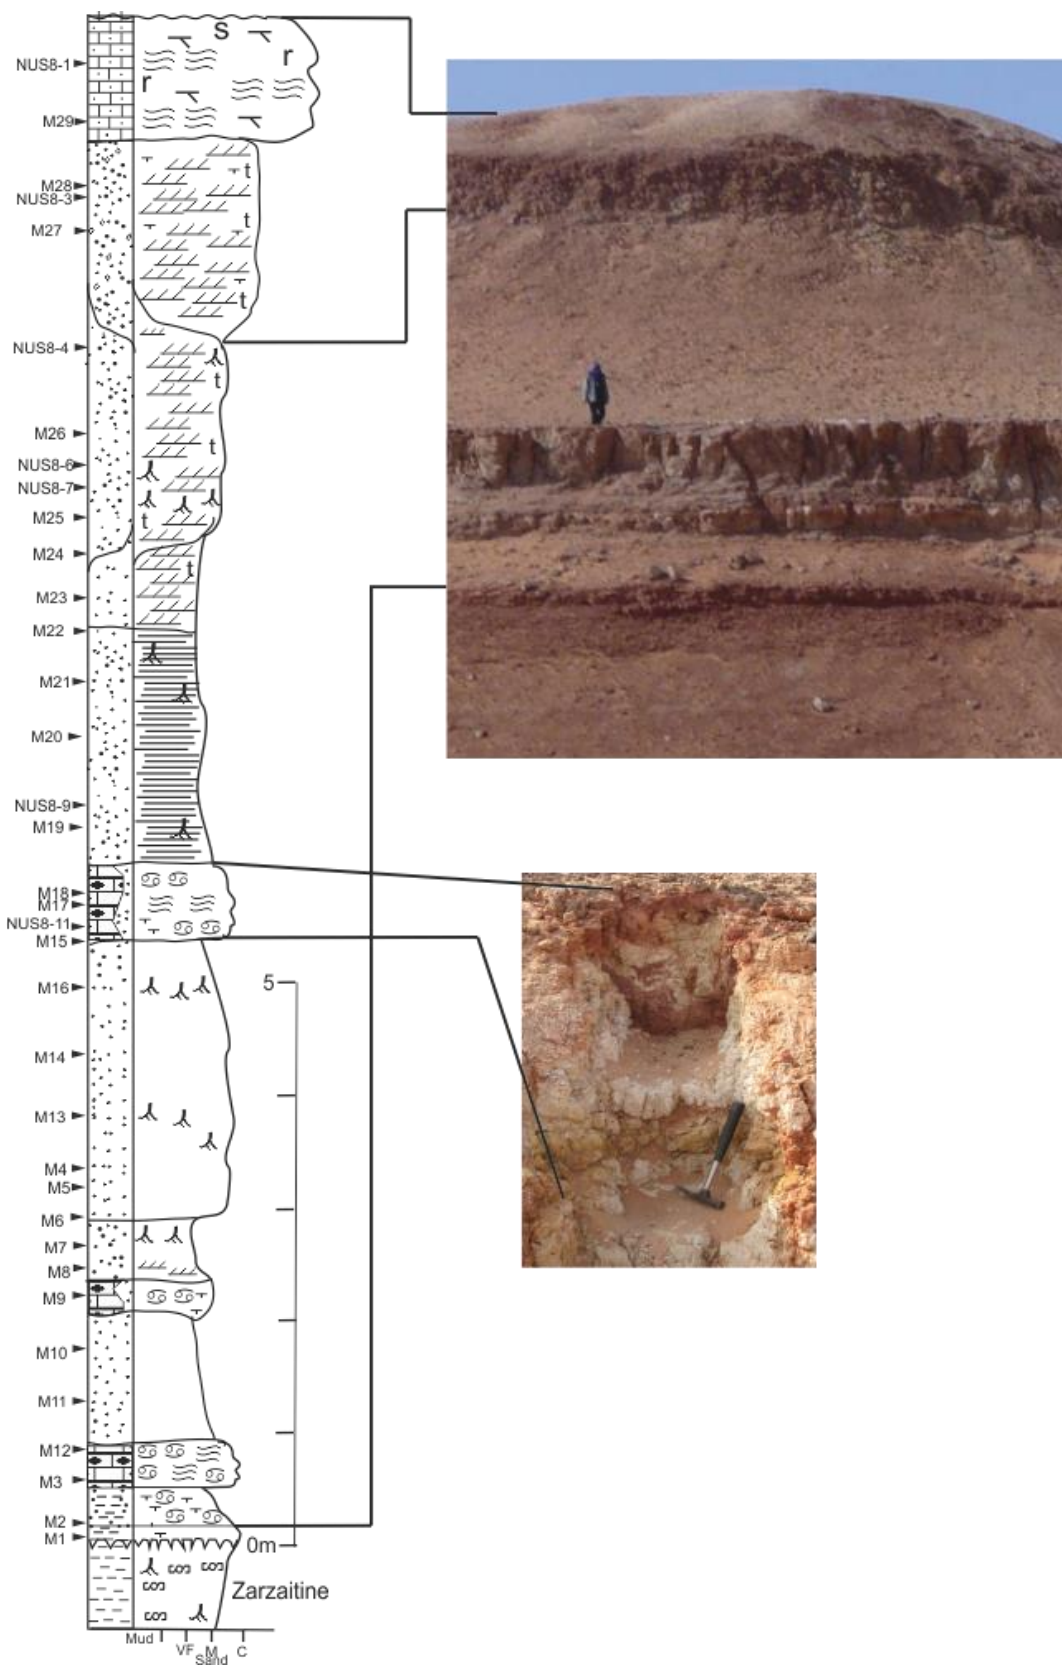 s
r
NUS8-1
r
M29
t
M28
NUS8-3
t
M27
t
NUS8-4
t
M26
t
NUS8-6
NUS8-7
M25
t
M24
t
M23
M22
M21
M20
NUS8-9
M19
M18
M17
NUS8-11
M15
5
M16
M14
M13
M4
M5
M6
M7
M8
M9
M10
M11
M12
M3
M2
M1
0m
Zarzaitine
Mud
VF
M
C
Sand